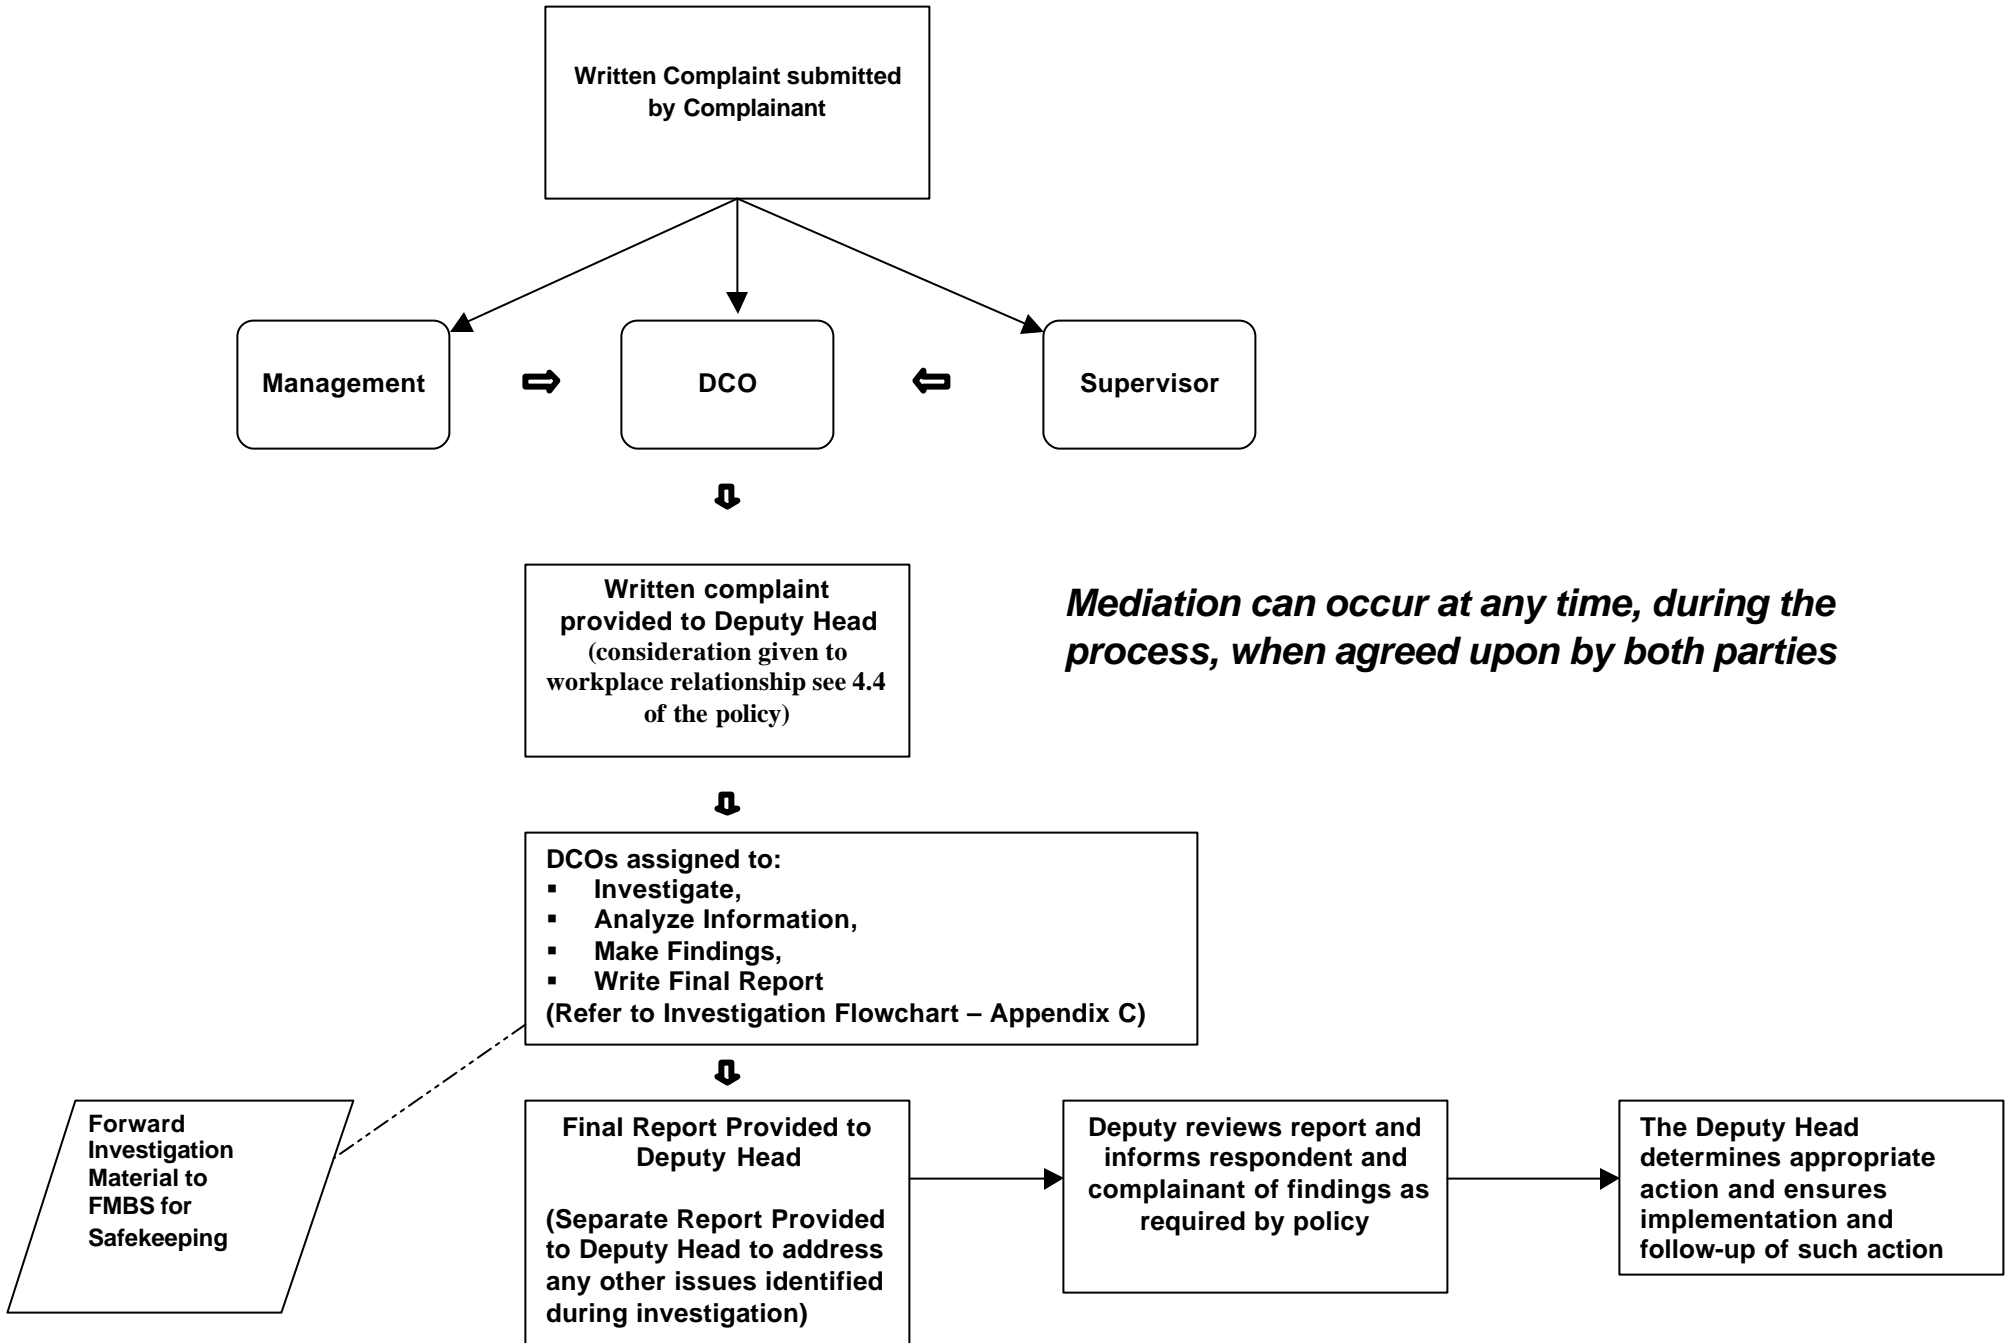 Written Complaint submitted
by Complainant
Management
DCO
Supervisor
Written complaint
provided to Deputy Head
(consideration given to
workplace relationship see 4.4
of the policy)
Mediation can occur at any time, during the
process, when agreed upon by both parties
DCOs assigned to:
▪ Investigate,
▪ Analyze Information,
▪ Make Findings,
▪ Write Final Report
(Refer to Investigation Flowchart – Appendix C)
Forward
Investigation
Material to
FMBS for
Safekeeping
Final Report Provided to
Deputy Head
(Separate Report Provided
to Deputy Head to address
any other issues identified
during investigation)
Deputy reviews report and
informs respondent and
complainant of findings as
required by policy
The Deputy Head
determines appropriate
action and ensures
implementation and
follow-up of such action